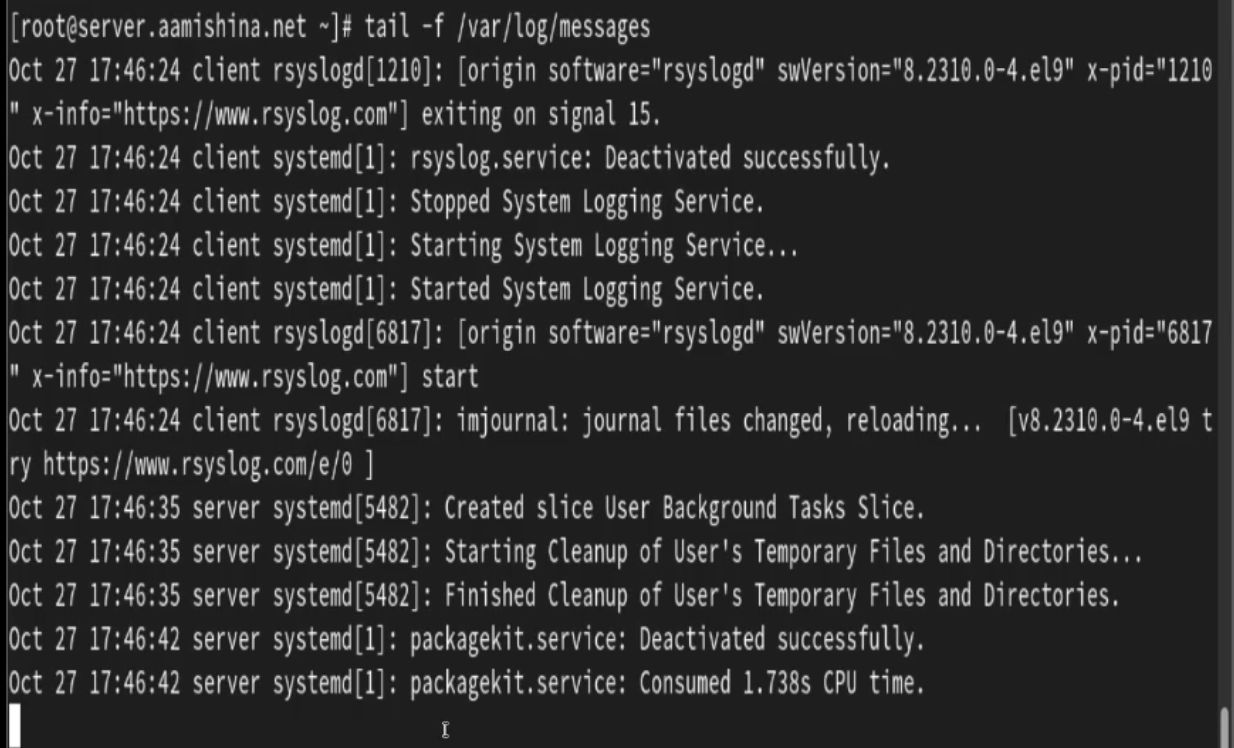 [root@server.aamishina.net ~]# tail -f /var/log/messages
Oct 27 17:46:24 client rsyslogd[1210]: [origin software="rsyslogd" swVersion="8.2310.0-4.el9" x-pid="1210
" x-info="https://www.rsyslog.com"] exiting on signal 15.
Oct 27 17:46:24 client systemd[1]: rsyslog.service: Deactivated successfully.
Oct 27 17:46:24 client systemd[1]: Stopped System Logging Service.
Oct 27 17:46:24 client systemd[1]: Starting System Logging Service...
Oct 27 17:46:24 client systemd[1]: Started System Logging Service.
Oct 27 17:46:24 client rsyslogd[6817]: [origin software="rsyslogd" swVersion="8.2310.0-4.el9" x-pid="6817
" x-info="https://www.rsyslog.com"] start
Oct 27 17:46:24 client rsyslogd[6817]: imjournal: journal files changed, reloading...  [v8.2310.0-4.el9 t
ry https://www.rsyslog.com/e/0 ]
Oct 27 17:46:35 server systemd[5482]: Created slice User Background Tasks Slice.
Oct 27 17:46:35 server systemd[5482]: Starting Cleanup of User's Temporary Files and Directories...
Oct 27 17:46:35 server systemd[5482]: Finished Cleanup of User's Temporary Files and Directories.
Oct 27 17:46:42 server systemd[1]: packagekit.service: Deactivated successfully.
Oct 27 17:46:42 server systemd[1]: packagekit.service: Consumed 1.738s CPU time.